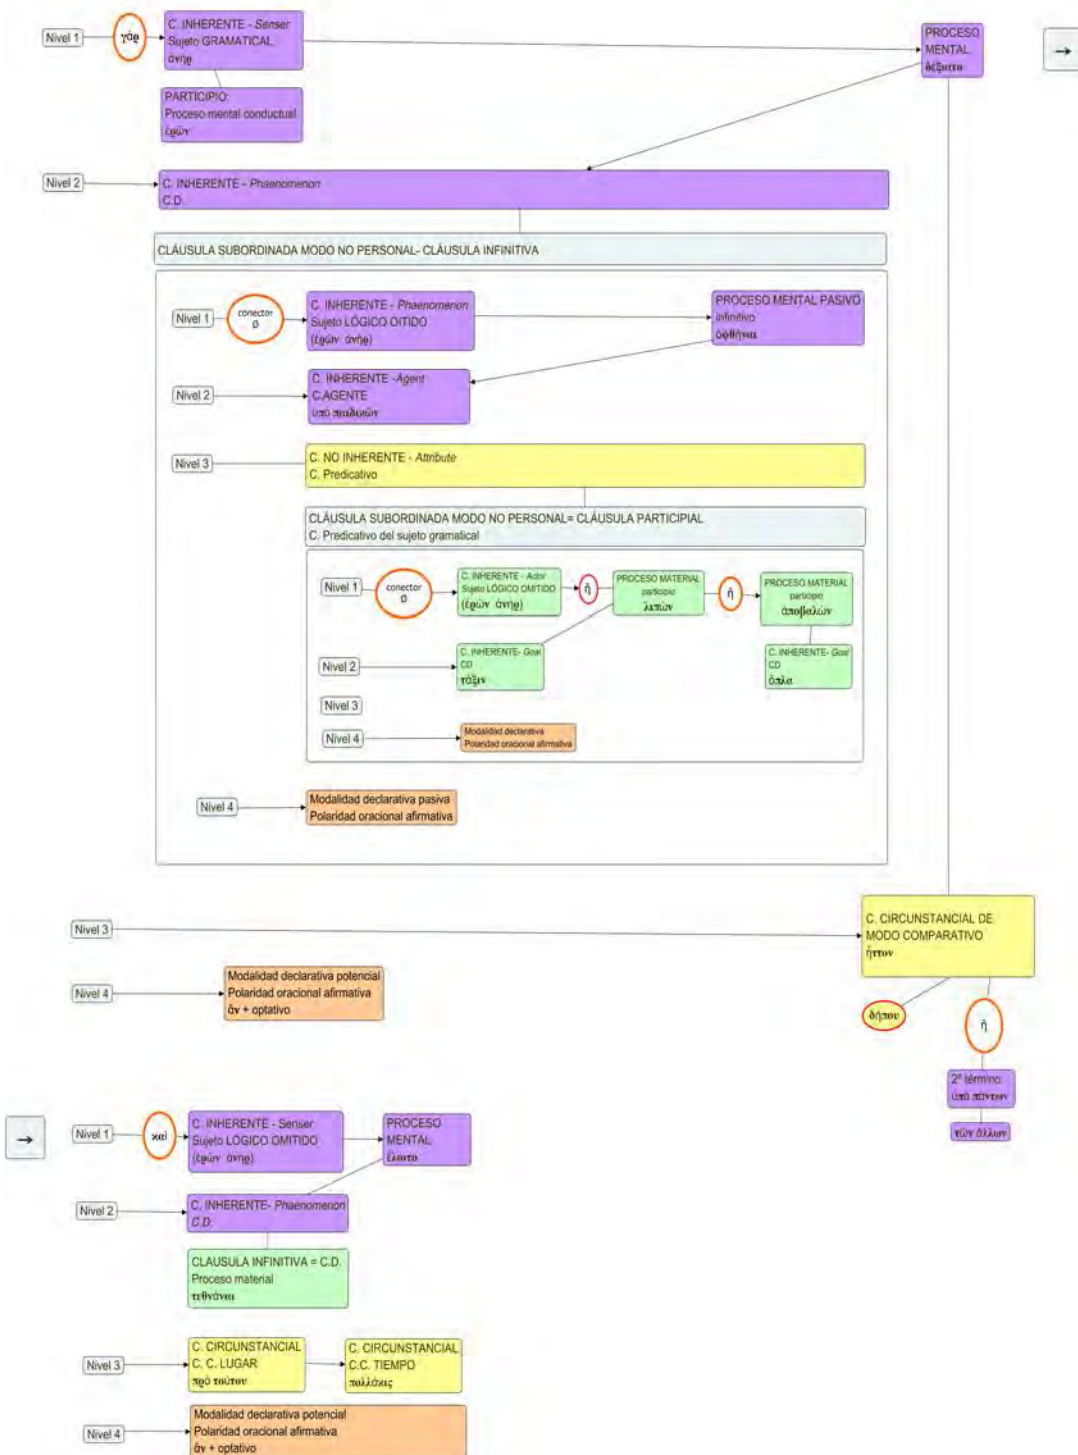 Nivel 1
γάρ
C. INHERENTE - Senser
Sujeto GRAMATICAL
ἀνὴρ
PROCESO
MENTAL
δέξαιτο
→
PARTICIPIO:
Proceso mental conductual
ἐρῶν
Nivel 2
C. INHERENTE - Phaenomenon
C.D.
CLÁUSULA SUBORDINADA MODO NO PERSONAL- CLÁUSULA INFINITIVA
Nivel 1
conector
Ø
C. INHERENTE - Phaenomenon
Sujeto LÓGICO OITIDO
(ἐρῶν ἀνὴρ)
PROCESO MENTAL PASIVO
infinitivo
ὀφθῆναι
Nivel 2
C. INHERENTE -Agent
C.AGENTE
ὑπὸ παιδικῶν
Nivel 3
C. NO INHERENTE - Attribute
C. Predicativo
CLÁUSULA SUBORDINADA MODO NO PERSONAL= CLÁUSULA PARTICIPIAL
C. Predicativo del sujeto gramatical
Nivel 1
conector
Ø
C. INHERENTE - Actor
Sujeto LÓGICO OMITIDO
(ἐρῶν ἀνὴρ)
ἢ
PROCESO MATERIAL
participio
λιπὼν
ἢ
PROCESO MATERIAL
participio
ἀποβαλών
Nivel 2
C. INHERENTE- Goal
CD
τάξιν
C. INHERENTE- Goal
CD
ὅπλα
Nivel 3
Nivel 4
Modalidad declarativa
Polaridad oracional afirmativa
Nivel 4
Modalidad declarativa pasiva
Polaridad oracional afirmativa
Nivel 3
C. CIRCUNSTANCIAL DE
MODO COMPARATIVO
ἧττον
Nivel 4
Modalidad declarativa potencial
Polaridad oracional afirmativa
ἀν + optativo
δήπου
ἢ
2º término:
ὑπὸ πάντων
τῶν ἄλλων
→
Nivel 1
καὶ
C. INHERENTE - Senser
Sujeto LÓGICO OMITIDO
(ἐρῶν ἀνὴρ)
PROCESO
MENTAL
ἕλοιτο
Nivel 2
C. INHERENTE- Phaenomenon
C.D.
CLAUSULA INFINITIVA = C.D.
Proceso material
τεθνάναι
Nivel 3
C. CIRCUNSTANCIAL
C. C. LUGAR
πρὸ τούτου
C. CIRCUNSTANCIAL
C.C. TIEMPO
πολλάκις
Nivel 4
Modalidad declarativa potencial
Polaridad oracional afirmativa
ἀν + optativo